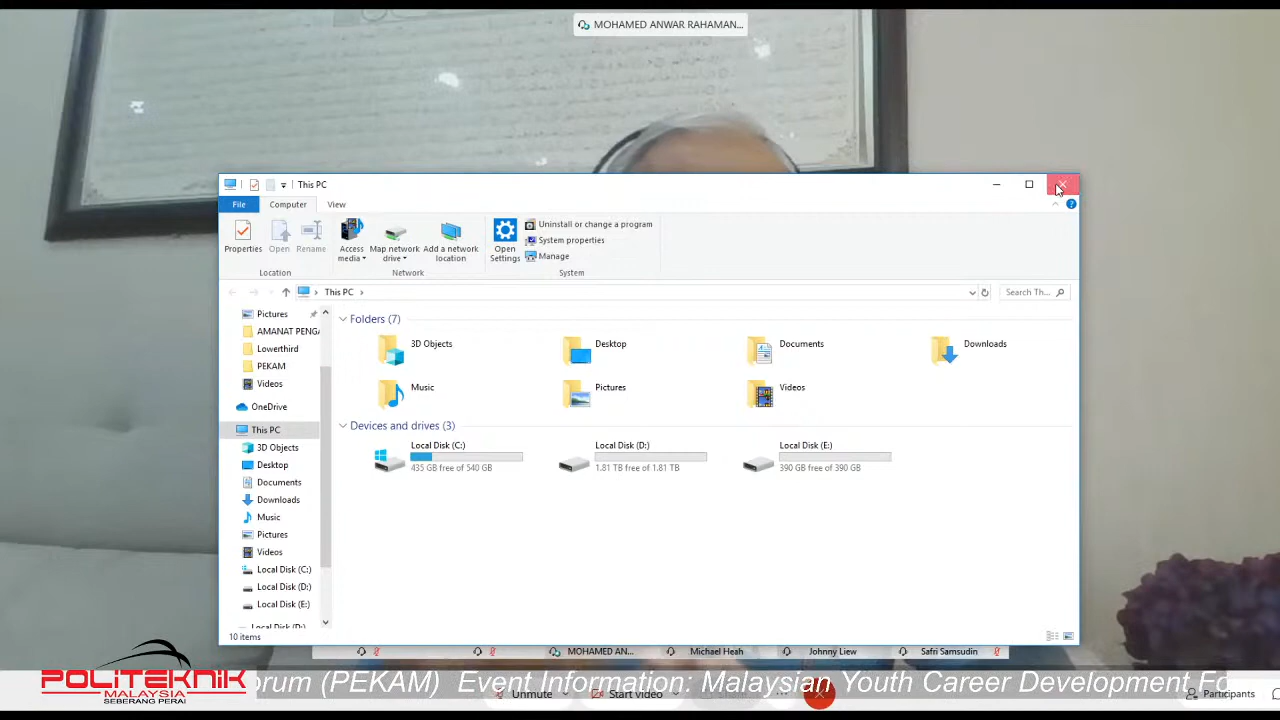 MOHAMED ANWAR RAHAMAN...
This PC
File
Computer
View
Properties
Open
Rename
Access media
Map network drive
Add a network location
Open Settings
Uninstall or change a program
System properties
Manage
Location
Network
System
This PC
Search Th...
Pictures
AMANAT PENGA
Lowerthird
PEKAM
Videos
OneDrive
This PC
3D Objects
Desktop
Documents
Downloads
Music
Pictures
Videos
Local Disk (C:)
Local Disk (D:)
Local Disk (E:)
Local Disk (D:)
Folders (7)
3D Objects
Desktop
Documents
Downloads
Music
Pictures
Videos
Devices and drives (3)
Local Disk (C:)
435 GB free of 540 GB
Local Disk (D:)
1.81 TB free of 1.81 TB
Local Disk (E:)
390 GB free of 390 GB
10 items
MOHAMED AN...
Michael Heah
Johnny Liew
Safri Samsudin
POLITEKNIK
MALAYSIA
SEBERANG PERAI
orum (PEKAM) Event Information: Malaysian Youth Career Development Fo
Unmute
Start video
Participants